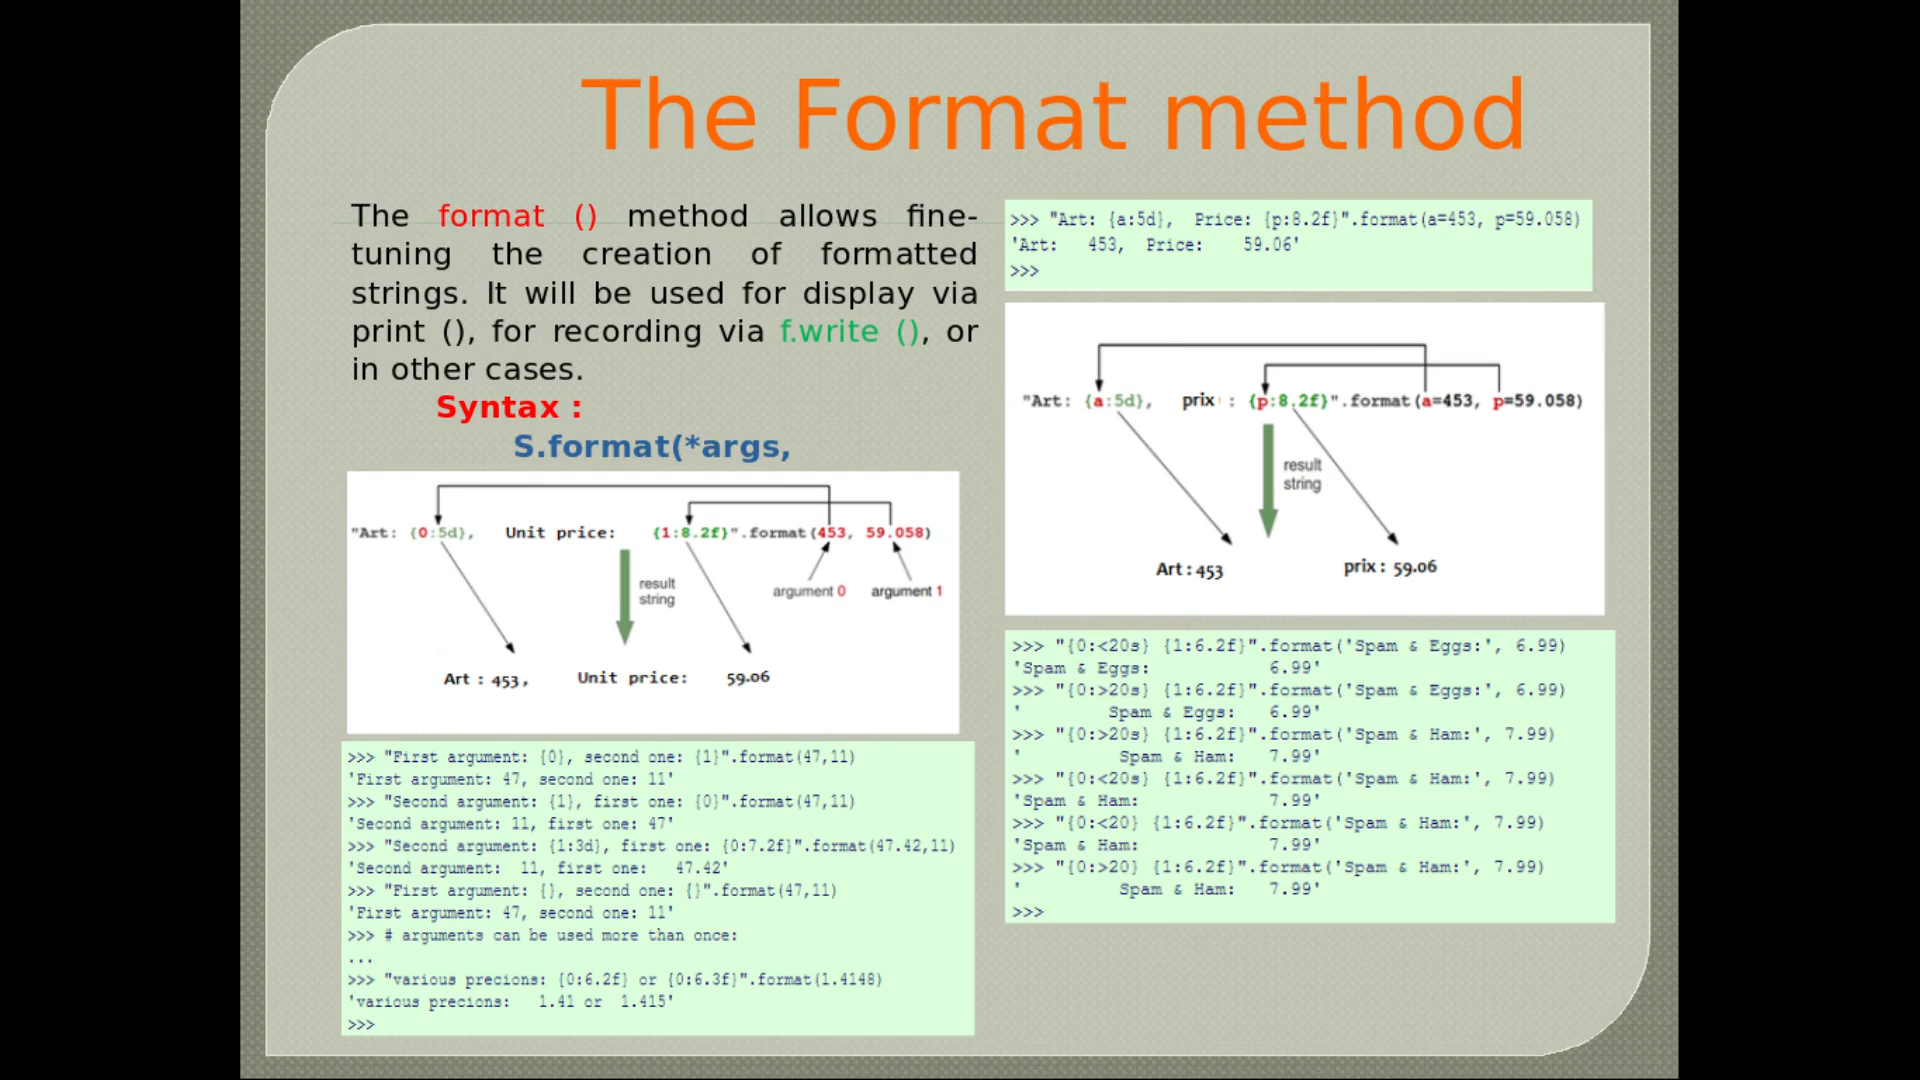 The Format method
The format () method allows fine-
tuning the creation of formatted
strings. It will be used for display via
print (), for recording via f.write (), or
in other cases.
Syntax :
S.format(*args,
"Art: {0:5d},   Unit price:   {1:8.2f}".format(453, 59.058)
result
string
argument 0   argument 1
Art : 453,   Unit price:   59.06
>>> "First argument: {0}, second one: {1}".format(47,11)
'First argument: 47, second one: 11'
>>> "Second argument: {1}, first one: {0}".format(47,11)
'Second argument: 11, first one: 47'
>>> "Second argument: {1:3d}, first one: {0:7.2f}".format(47.42,11)
'Second argument:  11, first one:   47.42'
>>> "First argument: {}, second one: {}".format(47,11)
'First argument: 47, second one: 11'
>>> # arguments can be used more than once:
...
>>> "various precions: {0:6.2f} or {0:6.3f}".format(1.4148)
'various precions:   1.41 or  1.415'
>>>
>>> "Art: {a:5d},  Price: {p:8.2f}".format(a=453, p=59.058)
'Art:   453,  Price:    59.06'
>>>
"Art: {a:5d},   prix : {p:8.2f}".format(a=453, p=59.058)
result
string
Art : 453   prix : 59.06
>>> "{0:<20s} {1:6.2f}".format('Spam & Eggs:', 6.99)
'Spam & Eggs:           6.99'
>>> "{0:>20s} {1:6.2f}".format('Spam & Eggs:', 6.99)
'        Spam & Eggs:   6.99'
>>> "{0:>20s} {1:6.2f}".format('Spam & Ham:', 7.99)
'         Spam & Ham:   7.99'
>>> "{0:<20s} {1:6.2f}".format('Spam & Ham:', 7.99)
'Spam & Ham:            7.99'
>>> "{0:<20} {1:6.2f}".format('Spam & Ham:', 7.99)
'Spam & Ham:            7.99'
>>> "{0:>20} {1:6.2f}".format('Spam & Ham:', 7.99)
'         Spam & Ham:   7.99'
>>>